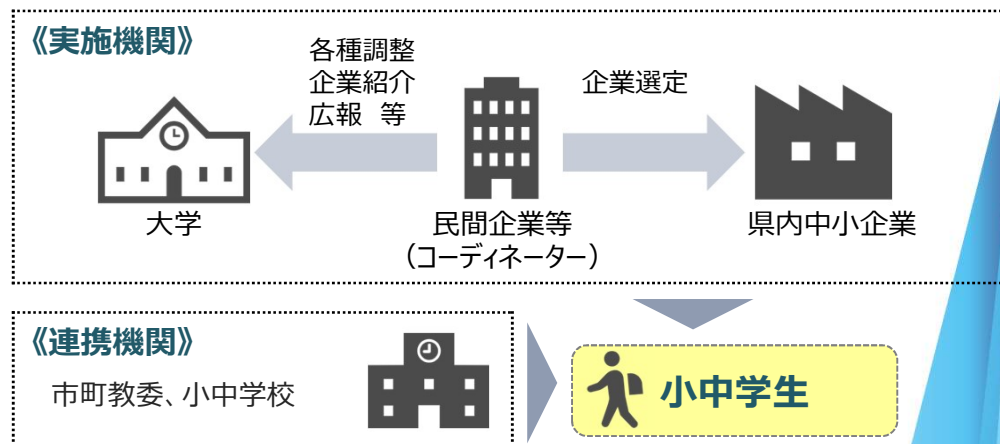 《実施機関》
各種調整
企業紹介
広報 等
企業選定
大学
民間企業等
（コーディネーター）
県内中小企業
《連携機関》
市町教委、小中学校
小中学生